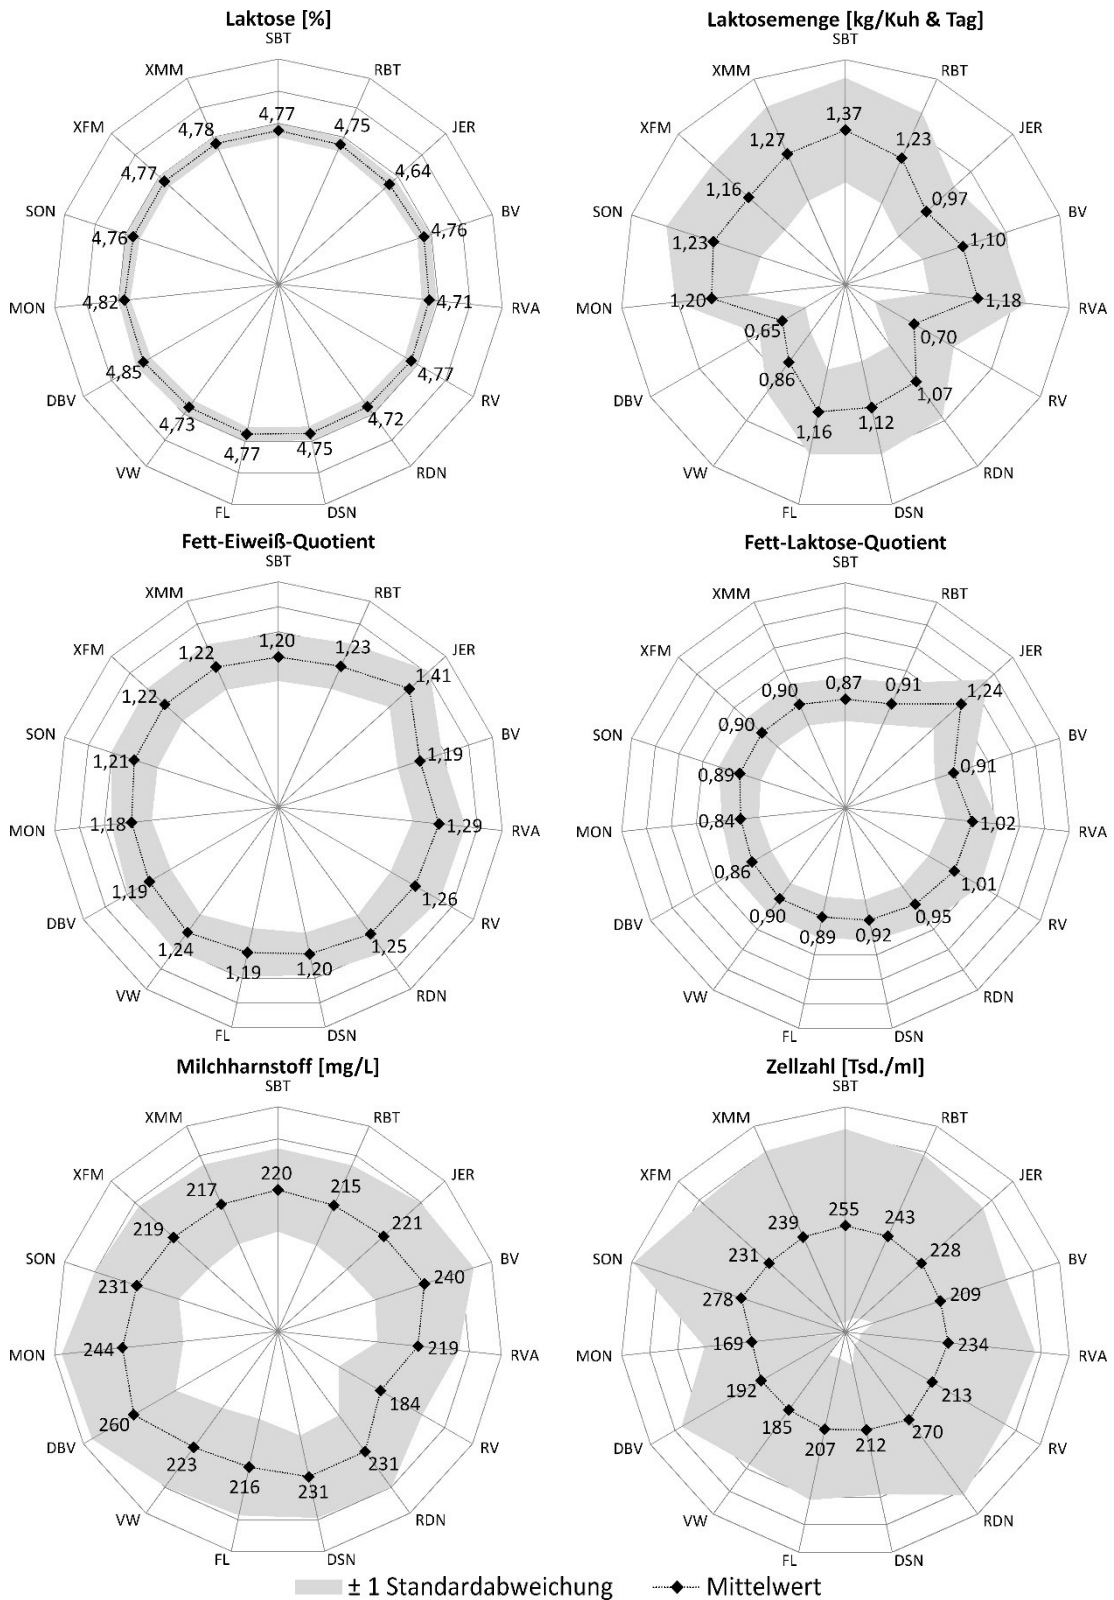 Laktose [%]
SBT
RBT
JER
BV
RVA
RV
RDN
DSN
FL
VW
DBV
MON
SON
XFM
XMM
4,77
4,75
4,64
4,76
4,71
4,77
4,72
4,75
4,77
4,73
4,85
4,82
4,76
4,77
4,78
Laktosemenge [kg/Kuh & Tag]
SBT
RBT
JER
BV
RVA
RV
RDN
DSN
FL
VW
DBV
MON
SON
XFM
XMM
1,37
1,23
0,97
1,10
1,18
0,70
1,07
1,12
1,16
0,86
0,65
1,20
1,23
1,16
1,27
Fett-Eiweiß-Quotient
SBT
RBT
JER
BV
RVA
RV
RDN
DSN
FL
VW
DBV
MON
SON
XFM
XMM
1,20
1,23
1,41
1,19
1,29
1,26
1,25
1,20
1,19
1,24
1,19
1,18
1,21
1,22
1,22
Fett-Laktose-Quotient
SBT
RBT
JER
BV
RVA
RV
RDN
DSN
FL
VW
DBV
MON
SON
XFM
XMM
0,87
0,91
1,24
0,91
1,02
1,01
0,95
0,92
0,89
0,90
0,86
0,84
0,89
0,90
0,90
Milchharnstoff [mg/L]
SBT
RBT
JER
BV
RVA
RV
RDN
DSN
FL
VW
DBV
MON
SON
XFM
XMM
220
215
221
240
219
184
231
231
216
223
260
244
231
219
217
Zellzahl [Tsd./ml]
SBT
RBT
JER
BV
RVA
RV
RDN
DSN
FL
VW
DBV
MON
SON
XFM
XMM
255
243
228
209
234
213
270
212
207
185
192
169
278
231
239
± 1 Standardabweichung
Mittelwert